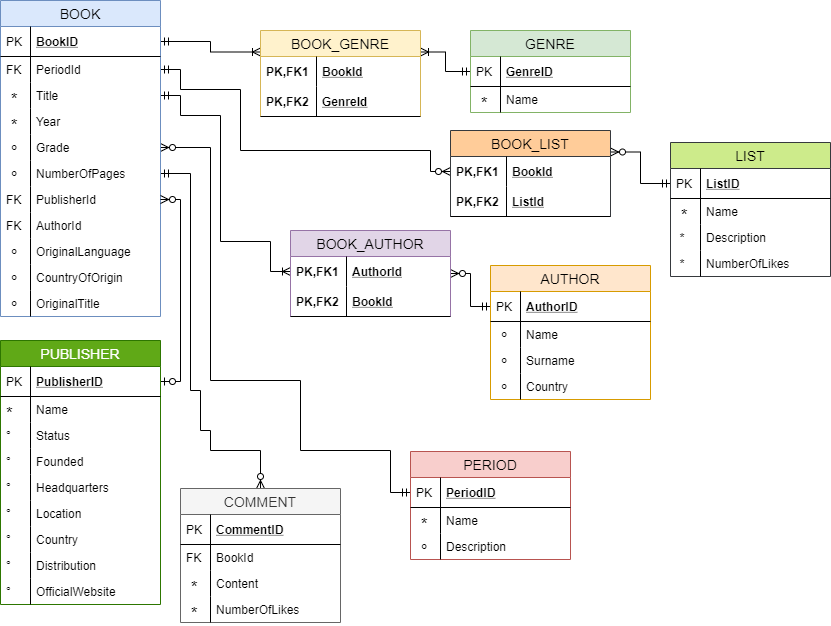 BOOK
PK BookID
FK PeriodId
* Title
* Year
o Grade
o NumberOfPages
FK PublisherId
FK AuthorId
o OriginalLanguage
o CountryOfOrigin
o OriginalTitle
BOOK_GENRE
PK,FK1 BookId
PK,FK2 GenreId
GENRE
PK GenreID
* Name
BOOK_LIST
PK,FK1 BookId
PK,FK2 ListId
LIST
PK ListID
* Name
* Description
* NumberOfLikes
BOOK_AUTHOR
PK,FK1 AuthorId
PK,FK2 BookId
AUTHOR
PK AuthorID
o Name
o Surname
o Country
PUBLISHER
PK PublisherID
* Name
° Status
° Founded
° Headquarters
° Location
° Country
° Distribution
° OfficialWebsite
COMMENT
PK CommentID
FK BookId
* Content
* NumberOfLikes
PERIOD
PK PeriodID
* Name
o Description